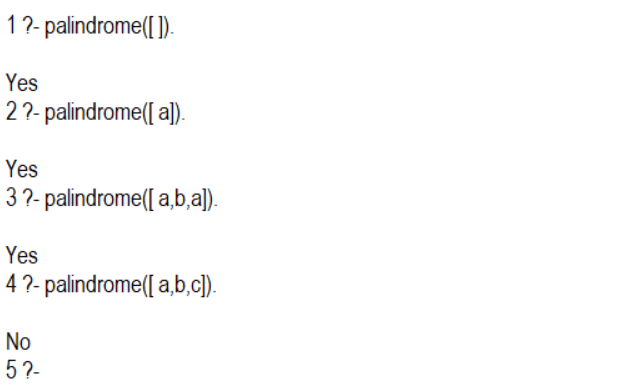 1 ?- palindrome([ ]).
Yes
2 ?- palindrome([ a]).
Yes
3 ?- palindrome([ a,b,a]).
Yes
4 ?- palindrome([ a,b,c]).
No
5 ?-